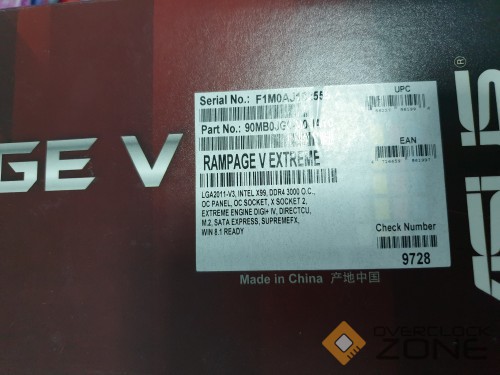 GE V
Serial No.:
Part No.:
RAMPAGE V EXTREME
LGA2011-V3, INTEL X99, DDR4 3000 O.C.,
OC PANEL, OC SOCKET, X SOCKET 2,
EXTREME ENGINE DIGI+ IV, DIRECTCU,
M.2, SATA EXPRESS, SUPREMEFX,
WIN 8.1 READY
UPC
EAN
Check Number
9728
Made in China 产地中国
OVERCLOCK
ZONE